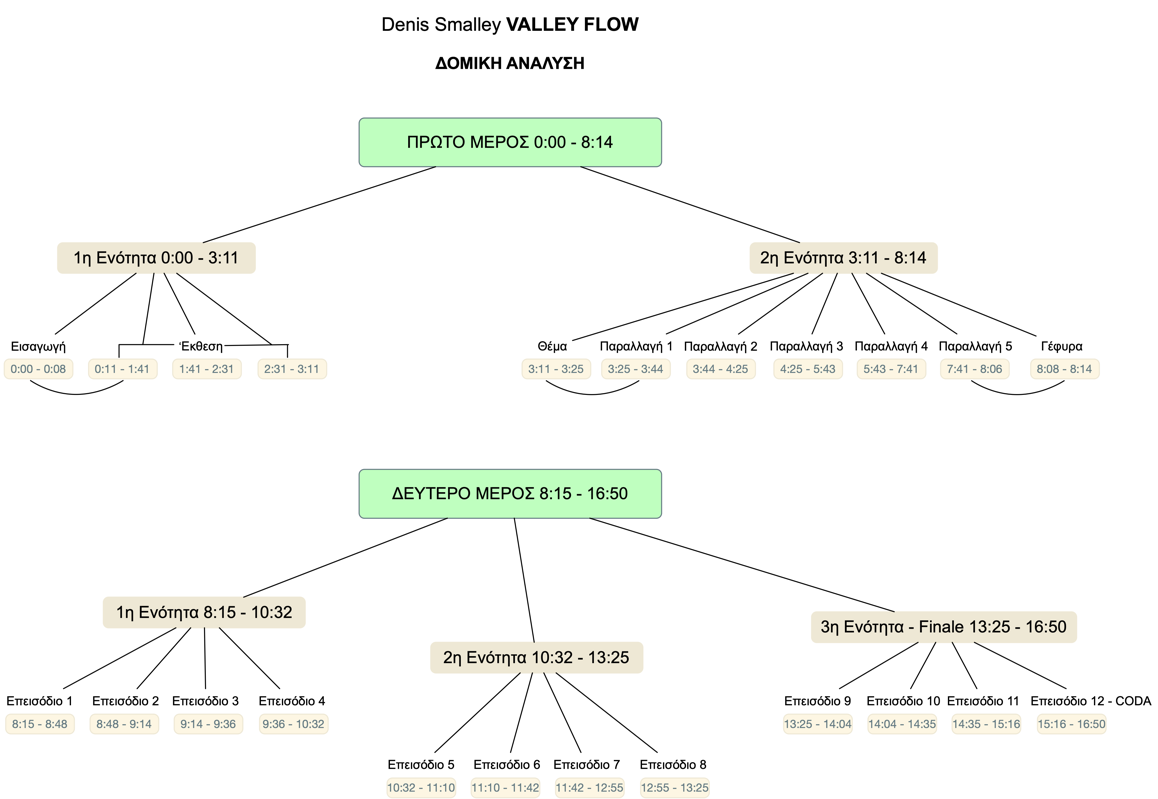 Denis Smalley VALLEY FLOW
ΔΟΜΙΚΗ ΑΝΑΛΥΣΗ
ΠΡΩΤΟ ΜΕΡΟΣ 0:00 - 8:14
1η Ενότητα 0:00 - 3:11
2η Ενότητα 3:11 - 8:14
Εισαγωγή
Έκθεση
0:00 - 0:08
0:11 - 1:41
1:41 - 2:31
2:31 - 3:11
Θέμα
Παραλλαγή 1
Παραλλαγή 2
Παραλλαγή 3
Παραλλαγή 4
Παραλλαγή 5
Γέφυρα
3:11 - 3:25
3:25 - 3:44
3:44 - 4:25
4:25 - 5:43
5:43 - 7:41
7:41 - 8:06
8:08 - 8:14
ΔΕΥΤΕΡΟ ΜΕΡΟΣ 8:15 - 16:50
1η Ενότητα 8:15 - 10:32
2η Ενότητα 10:32 - 13:25
3η Ενότητα - Finale 13:25 - 16:50
Επεισόδιο 1
Επεισόδιο 2
Επεισόδιο 3
Επεισόδιο 4
8:15 - 8:48
8:48 - 9:14
9:14 - 9:36
9:36 - 10:32
Επεισόδιο 5
Επεισόδιο 6
Επεισόδιο 7
Επεισόδιο 8
10:32 - 11:10
11:10 - 11:42
11:42 - 12:55
12:55 - 13:25
Επεισόδιο 9
Επεισόδιο 10
Επεισόδιο 11
Επεισόδιο 12 - CODA
13:25 - 14:04
14:04 - 14:35
14:35 - 15:16
15:16 - 16:50